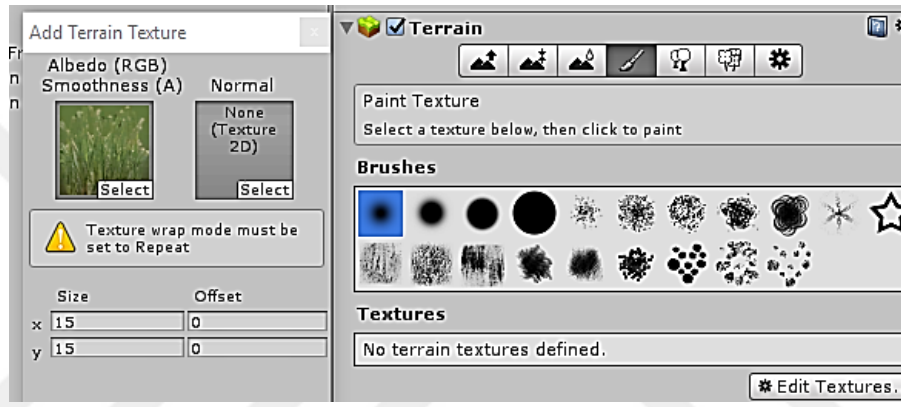 Add Terrain Texture
x
Fr
n
n
Albedo (RGB)
Smoothness (A)
Normal
None
(Texture
2D)
Select
Select
Texture wrap mode must be
set to Repeat
Size
Offset
x 15
0
y 15
0
Terrain
Paint Texture
Select a texture below, then click to paint
Brushes
Textures
No terrain textures defined.
Edit Textures.